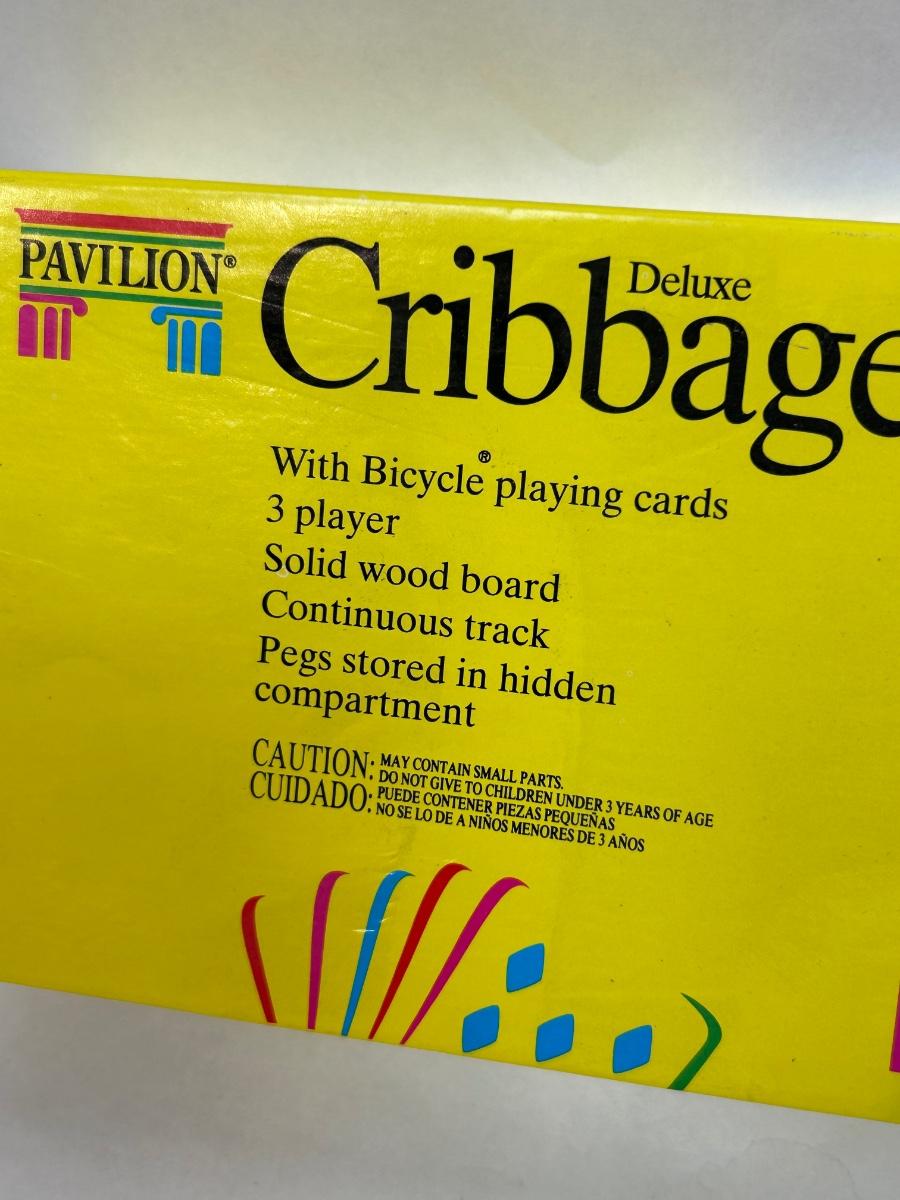 PAVILION®
Deluxe
Cribbage
With Bicycle® playing cards
3 player
Solid wood board
Continuous track
Pegs stored in hidden
compartment
CAUTION: MAY CONTAIN SMALL PARTS.
DO NOT GIVE TO CHILDREN UNDER 3 YEARS OF AGE
CUIDADO: PUEDE CONTENER PIEZAS PEQUEÑAS
NO SE LO DE A NIÑOS MENORES DE 3 AÑOS